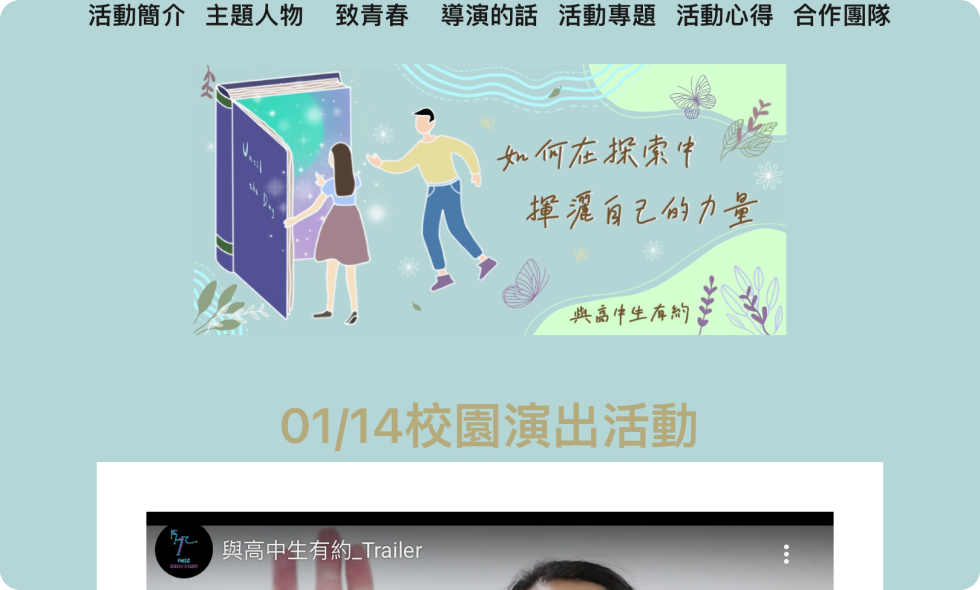 活動簡介 主題人物 致青春 導演的話 活動專題 活動心得 合作團隊
Until
the Day
如何在探索中
揮灑自己的力量
與高中生有約
01/14校園演出活動
與高中生有約_Trailer